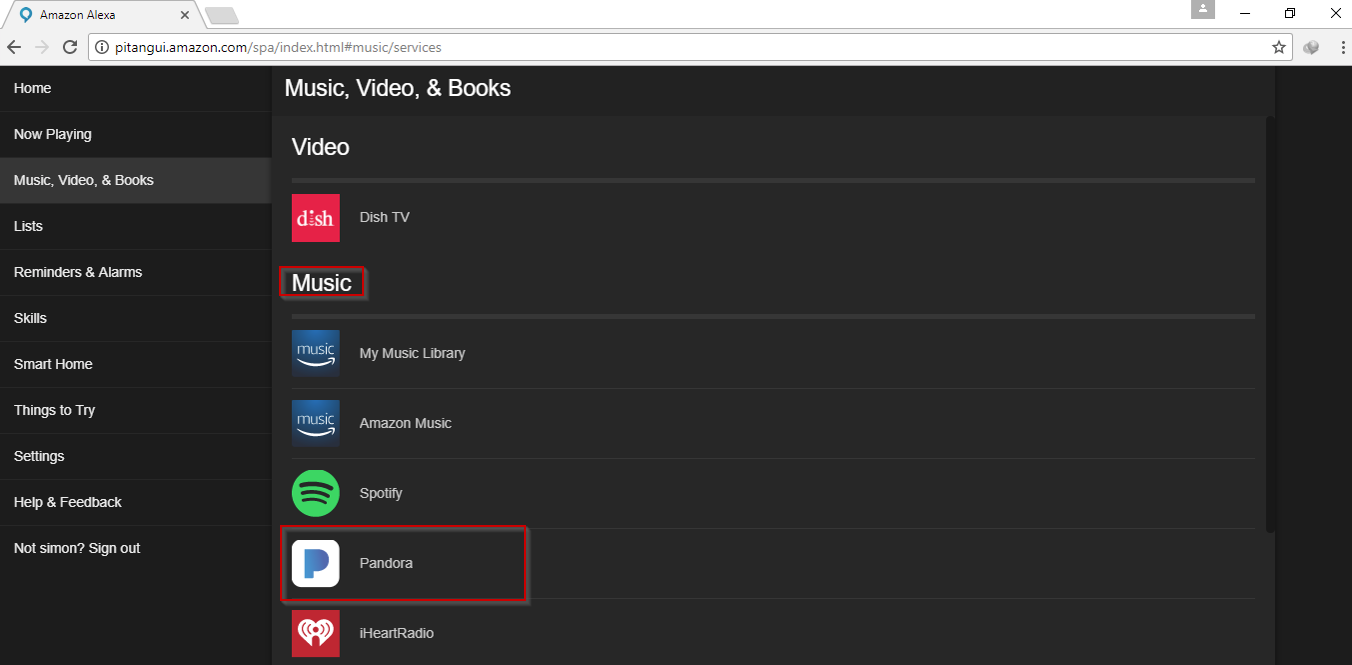 Amazon Alexa
pitangui.amazon.com/spa/index.html#music/services
Home
Now Playing
Music, Video, & Books
Lists
Reminders & Alarms
Skills
Smart Home
Things to Try
Settings
Help & Feedback
Not simon? Sign out
Music, Video, & Books
Video
dish
Dish TV
Music
music
My Music Library
music
Amazon Music
Spotify
Pandora
iHeartRadio